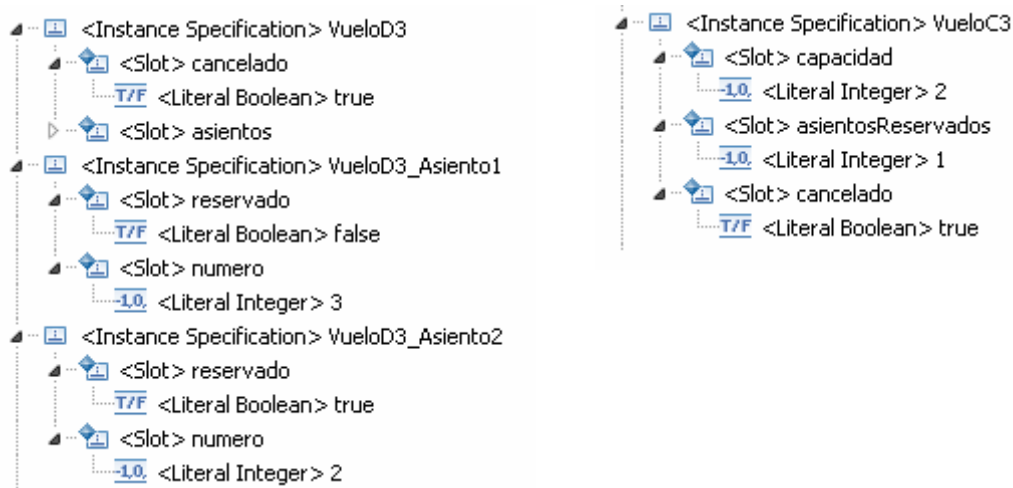 <Instance Specification> VueloD3
<Slot> cancelado
T/F <Literal Boolean> true
<Slot> asientos
<Instance Specification> VueloD3_Asiento1
<Slot> reservado
T/F <Literal Boolean> false
<Slot> numero
-1,0, <Literal Integer> 3
<Instance Specification> VueloD3_Asiento2
<Slot> reservado
T/F <Literal Boolean> true
<Slot> numero
-1,0, <Literal Integer> 2
<Instance Specification> VueloC3
<Slot> capacidad
-1,0, <Literal Integer> 2
<Slot> asientosReservados
-1,0, <Literal Integer> 1
<Slot> cancelado
T/F <Literal Boolean> true